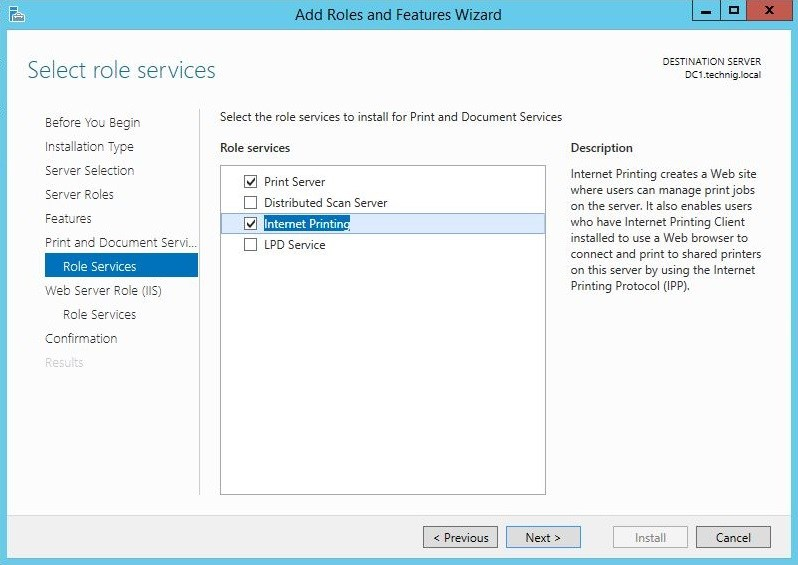 Add Roles and Features Wizard
Select role services
DESTINATION SERVER
DC1.technig.local
Before You Begin
Installation Type
Server Selection
Server Roles
Features
Print and Document Servi...
Role Services
Web Server Role (IIS)
Role Services
Confirmation
Results
Select the role services to install for Print and Document Services
Role services
Print Server
Distributed Scan Server
Internet Printing
LPD Service
Description
Internet Printing creates a Web site
where users can manage print jobs
on the server. It also enables users
who have Internet Printing Client
installed to use a Web browser to
connect and print to shared printers
on this server by using the Internet
Printing Protocol (IPP).
< Previous
Next >
Install
Cancel